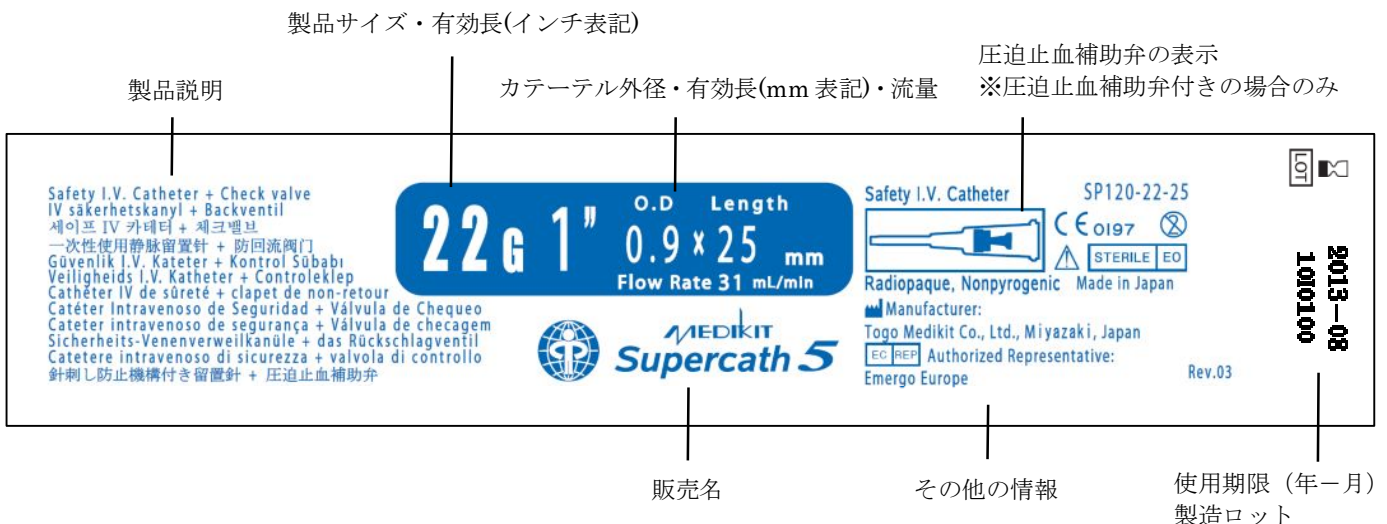 製品サイズ・有効長(インチ表記)
製品説明
カテーテル外径・有効長(mm 表記)・流量
圧迫止血補助弁の表示
※圧迫止血補助弁付きの場合のみ
Safety I.V. Catheter + Check valve
IV säkerhetskanyl + Backventil
세이프 IV 카테터 + 체크밸브
一次性使用静脉留置针 + 防回流阀门
Güvenlik I.V. Kateter + Kontrol Sübabı
Veiligheids I.V. Katheter + Controleklep
Cathéter IV de sûreté + clapet de non-retour
Catéter Intravenoso de Seguridad + Válvula de Chequeo
Cateter intravenoso de segurança + Válvula de checagem
Sicherheits-Venenverweilkanüle + das Rückschlagventil
Catetere intravenoso di sicurezza + valvola di controllo
針刺し防止機構付き留置針 + 圧迫止血補助弁
22G 1"
O.D Length
0.9 × 25 mm
Flow Rate 31 mL/min
MEDIKIT
Supercath 5
Safety I.V. Catheter
SP120-22-25
CE 0197
STERILE EO
Radiopaque, Nonpyrogenic Made in Japan
Manufacturer:
Togo Medikit Co., Ltd., Miyazaki, Japan
EC REP Authorized Representative:
Emergo Europe
Rev.03
LOT
2013-08
10N0100
販売名
その他の情報
使用期限（年－月）
製造ロット